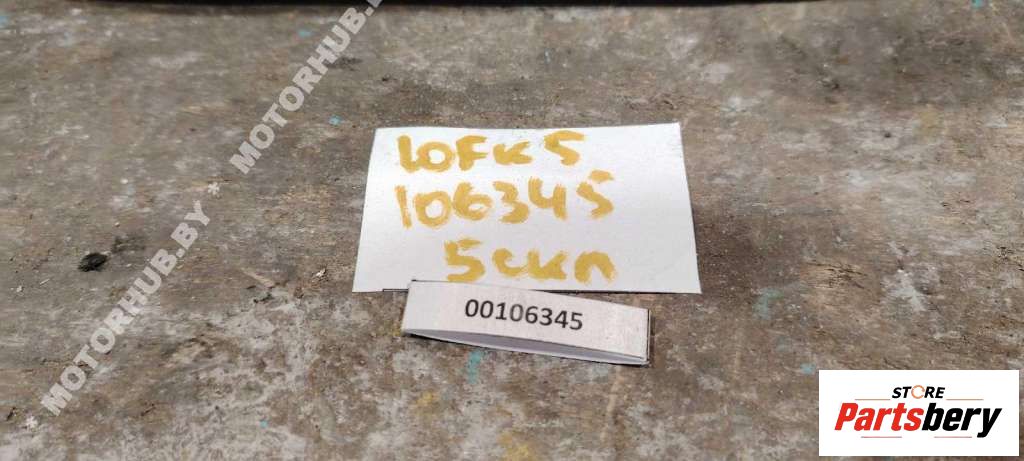 MOTORHUB.BY * MOTORHUB.BY
10FK5
106345
5скп
00106345
STORE
Partsbery